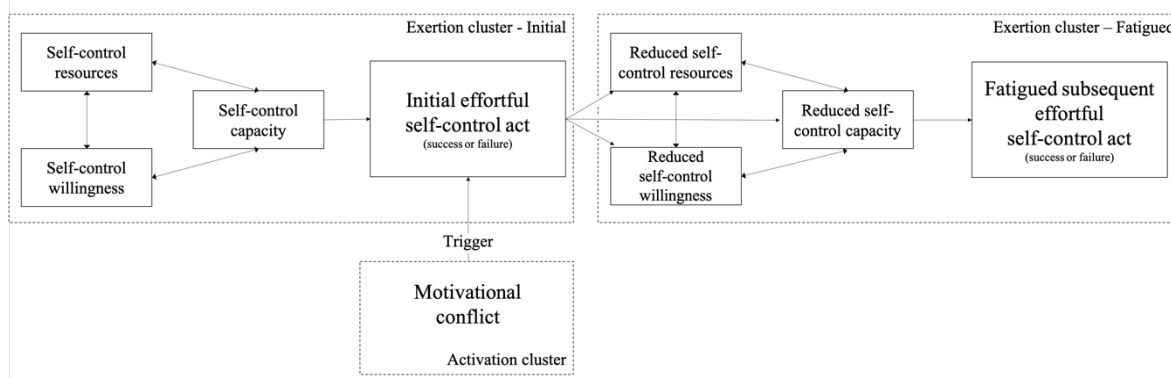 Exertion cluster - Initial
Self-control
resources
Self-control
capacity
Self-control
willingness
Initial effortful
self-control act
(success or failure)
Trigger
Motivational
conflict
Activation cluster
Exertion cluster – Fatigued
Reduced self-
control resources
Reduced self-
control capacity
Reduced
self-control
willingness
Fatigued subsequent
effortful
self-control act
(success or failure)